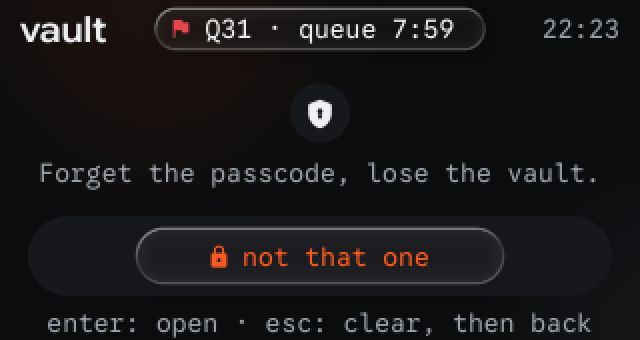 vault
Q31 · queue 7:59
22:23
Forget the passcode, lose the vault.
not that one
enter: open · esc: clear, then back